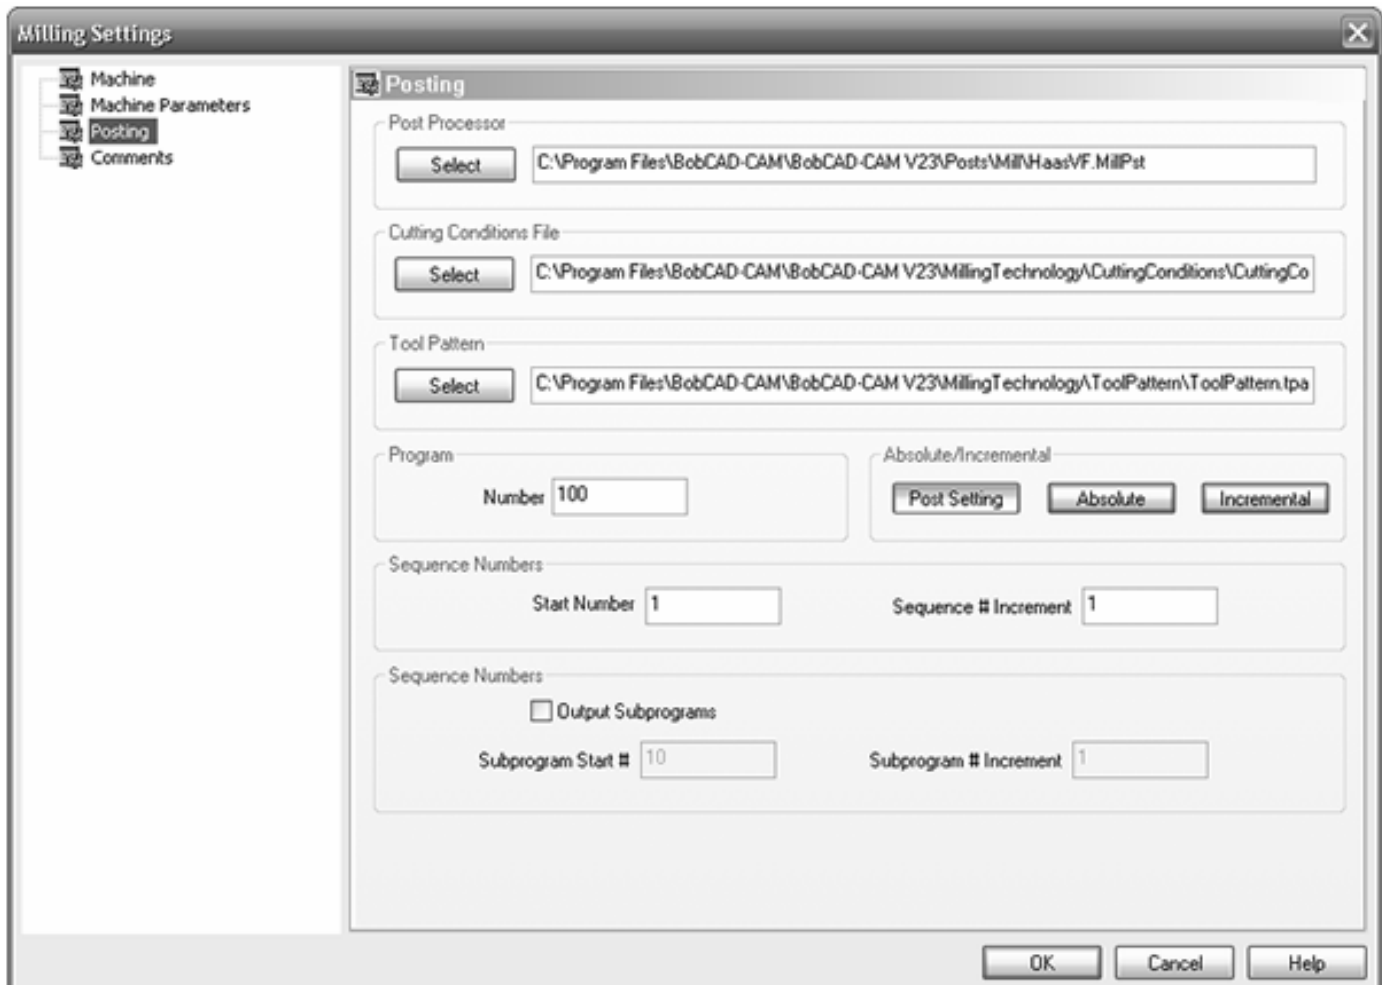 Milling Settings
Machine
Machine Parameters
Posting
Comments
Posting
Post Processor
Select C:\Program Files\BobCAD-CAM\BobCAD-CAM V23\Posts\Mill\HaasVF.MillPst
Cutting Conditions File
Select C:\Program Files\BobCAD-CAM\BobCAD-CAM V23\MillingTechnology\CuttingConditions\CuttingCo
Tool Pattern
Select C:\Program Files\BobCAD-CAM\BobCAD-CAM V23\MillingTechnology\ToolPattern\ToolPattern.tpa
Program
Number 100
Absolute/Incremental
Post Setting Absolute Incremental
Sequence Numbers
Start Number 1 Sequence # Increment 1
Sequence Numbers
Output Subprograms
Subprogram Start # 10 Subprogram # Increment 1
OK Cancel Help